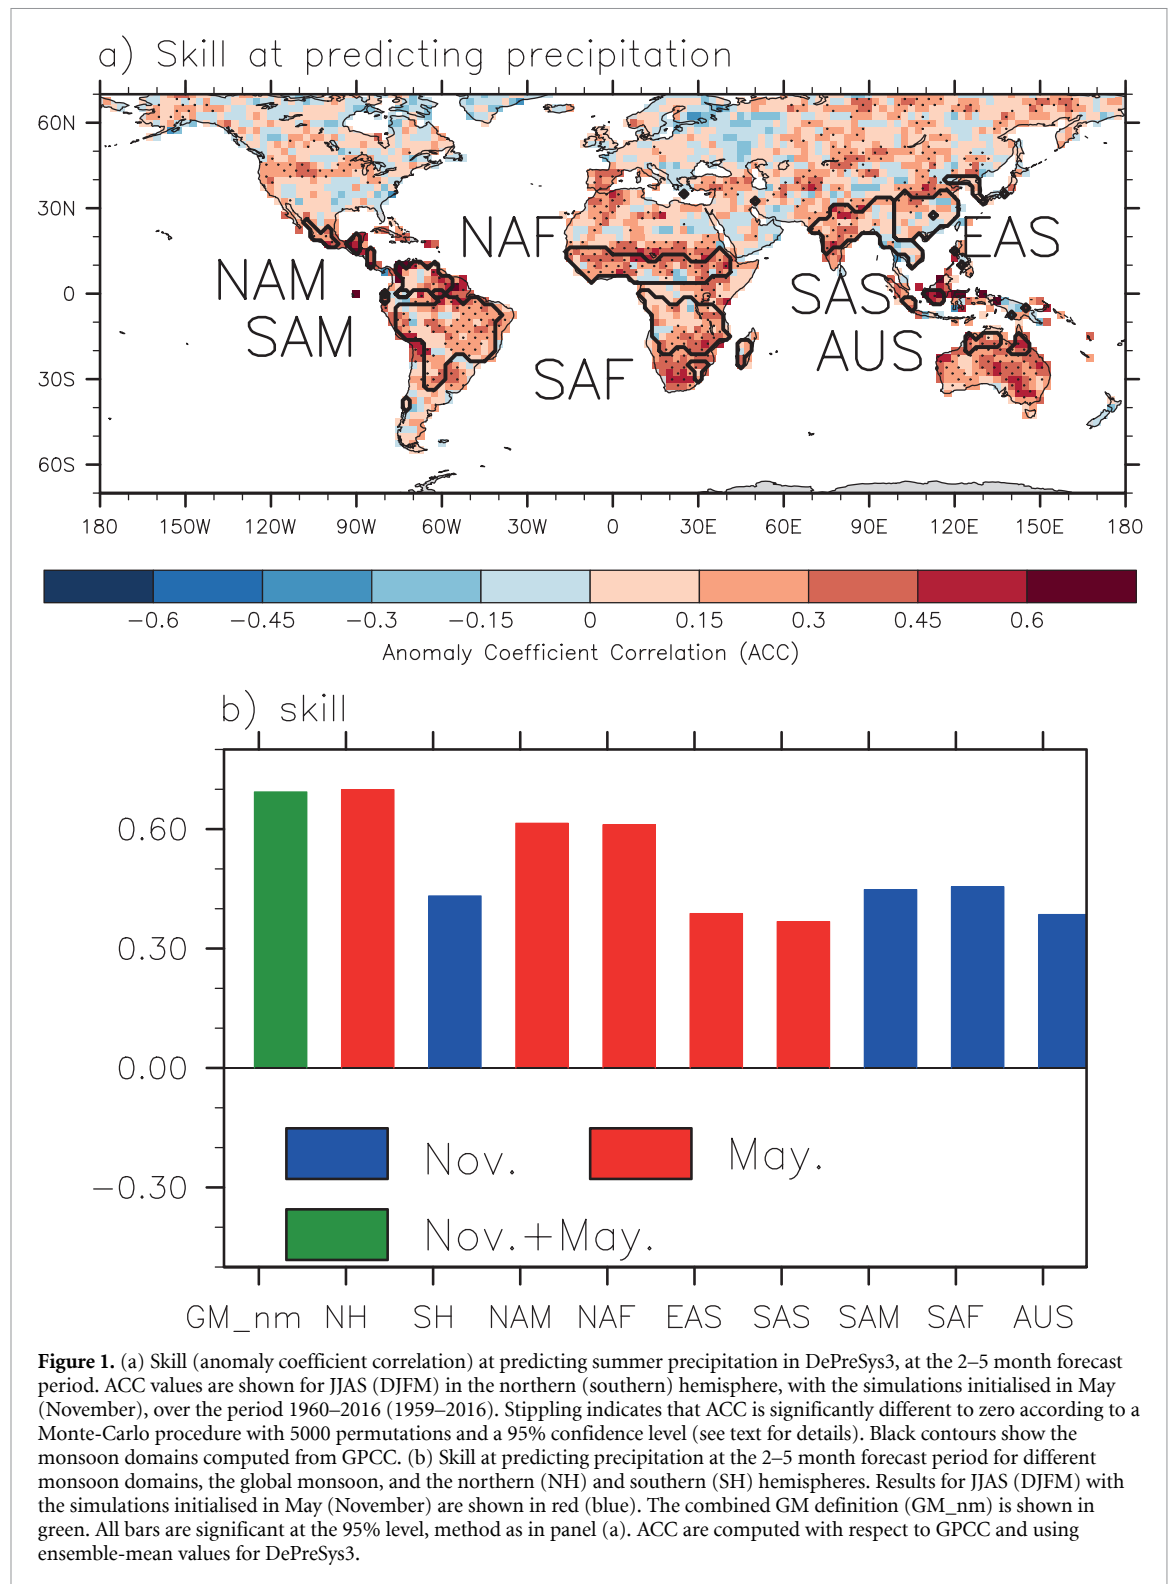 a) Skill at predicting precipitation
60N
30N
0
30S
60S
NAF
EAS
NAM
SAS
SAM
AUS
SAF
180 150W 120W 90W 60W 30W 0 30E 60E 90E 120E 150E 180
−0.6 −0.45 −0.3 −0.15 0 0.15 0.3 0.45 0.6
Anomaly Coefficient Correlation (ACC)
b) skill
0.60
0.30
0.00
−0.30
Nov.
May.
Nov.+May.
GM_nm NH SH NAM NAF EAS SAS SAM SAF AUS
Figure 1. (a) Skill (anomaly coefficient correlation) at predicting summer precipitation in DePreSys3, at the 2–5 month forecast
period. ACC values are shown for JJAS (DJFM) in the northern (southern) hemisphere, with the simulations initialised in May
(November), over the period 1960–2016 (1959–2016). Stippling indicates that ACC is significantly different to zero according to a
Monte-Carlo procedure with 5000 permutations and a 95% confidence level (see text for details). Black contours show the
monsoon domains computed from GPCC. (b) Skill at predicting precipitation at the 2–5 month forecast period for different
monsoon domains, the global monsoon, and the northern (NH) and southern (SH) hemispheres. Results for JJAS (DJFM) with
the simulations initialised in May (November) are shown in red (blue). The combined GM definition (GM_nm) is shown in
green. All bars are significant at the 95% level, method as in panel (a). ACC are computed with respect to GPCC and using
ensemble-mean values for DePreSys3.